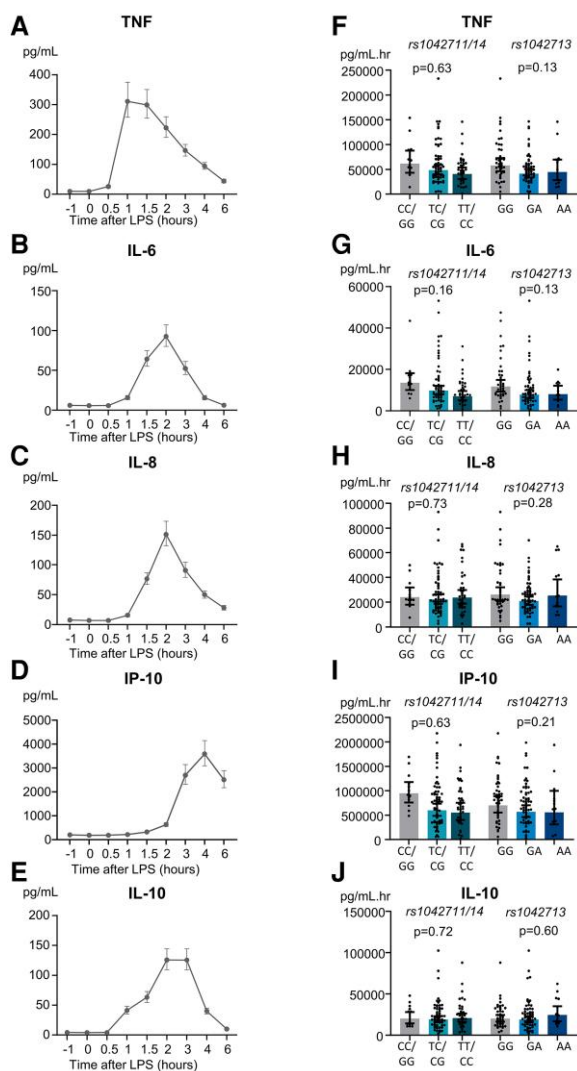 A
TNF
pg/mL
400
300
200
100
0
-1 0 0.5 1 1.5 2 3 4 6
Time after LPS (hours)
B
IL-6
pg/mL
150
100
50
0
-1 0 0.5 1 1.5 2 3 4 6
Time after LPS (hours)
C
IL-8
pg/mL
200
150
100
50
0
-1 0 0.5 1 1.5 2 3 4 6
Time after LPS (hours)
D
IP-10
pg/mL
5000
4000
3000
2000
1000
0
-1 0 0.5 1 1.5 2 3 4 6
Time after LPS (hours)
E
IL-10
pg/mL
200
150
100
50
0
-1 0 0.5 1 1.5 2 3 4 6
Time after LPS (hours)
F
TNF
pg/mL.hr
rs1042711/14 rs1042713
p=0.63 p=0.13
250000
200000
150000
100000
50000
0
CC/ TC/ TT/ GG GA AA
GG CG CC
G
IL-6
pg/mL.hr
rs1042711/14 rs1042713
p=0.16 p=0.13
60000
40000
20000
0
CC/ TC/ TT/ GG GA AA
GG CG CC
H
IL-8
pg/mL.hr
rs1042711/14 rs1042713
p=0.73 p=0.28
100000
80000
60000
40000
20000
0
CC/ TC/ TT/ GG GA AA
GG CG CC
I
IP-10
pg/mL.hr
rs1042711/14 rs1042713
p=0.63 p=0.21
2500000
2000000
1500000
1000000
500000
0
CC/ TC/ TT/ GG GA AA
GG CG CC
J
IL-10
pg/mL.hr
rs1042711/14 rs1042713
p=0.72 p=0.60
150000
100000
50000
0
CC/ TC/ TT/ GG GA AA
GG CG CC